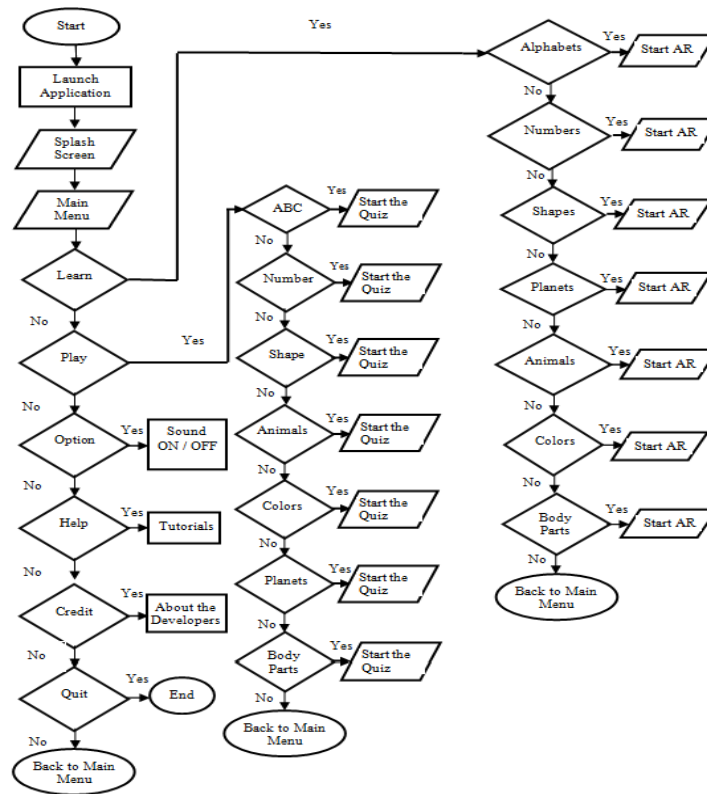 Start
Launch
Application
Splash
Screen
Main
Menu
Learn
Yes
No
Play
Yes
No
Option
Yes
Sound
ON / OFF
No
Help
Yes
Tutorials
No
Credit
Yes
About the
Developers
No
Quit
Yes
End
No
Back to Main
Menu
ABC
Yes
Start the
Quiz
No
Number
Yes
Start the
Quiz
No
Shape
Yes
Start the
Quiz
No
Animals
Yes
Start the
Quiz
No
Colors
Yes
Start the
Quiz
No
Planets
Yes
Start the
Quiz
No
Body
Parts
Yes
Start the
Quiz
No
Back to Main
Menu
Alphabets
Yes
Start AR
No
Numbers
Yes
Start AR
No
Shapes
Yes
Start AR
No
Planets
Yes
Start AR
No
Animals
Yes
Start AR
No
Colors
Yes
Start AR
No
Body
Parts
Yes
Start AR
No
Back to Main
Menu